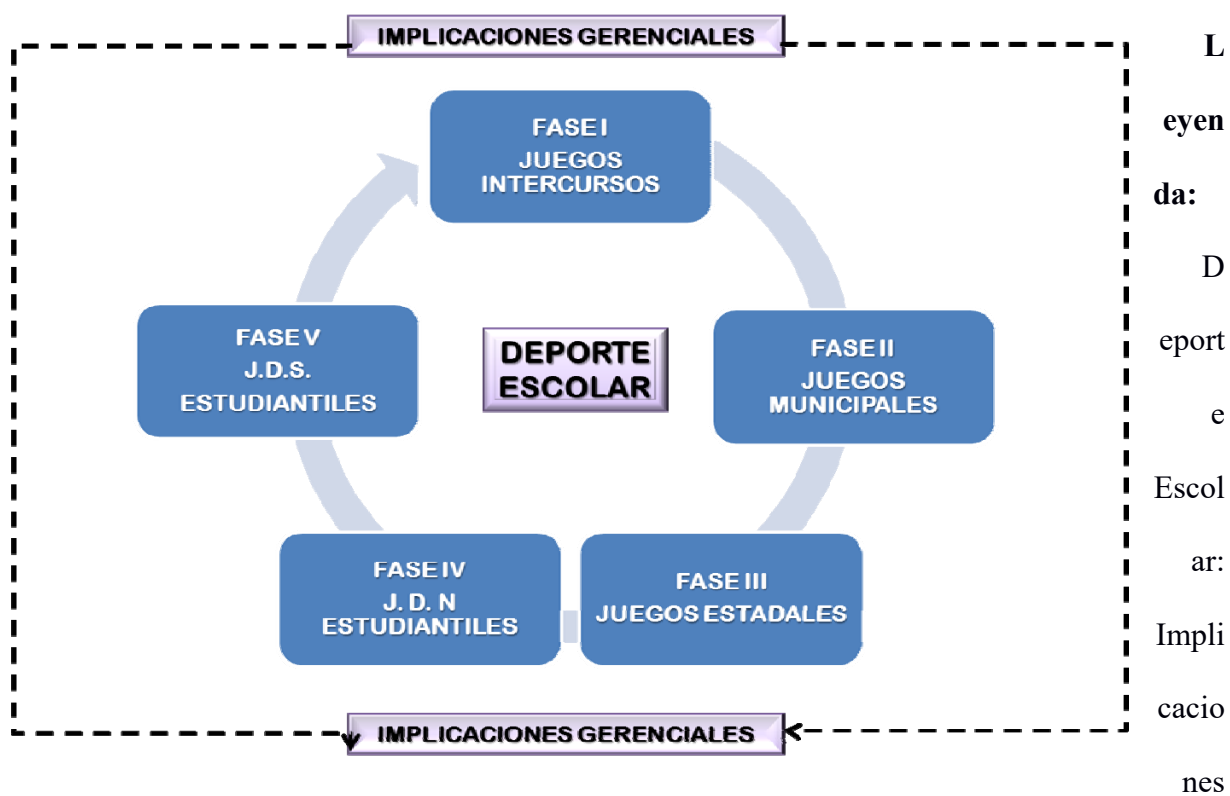 IMPLICACIONES GERENCIALES
FASE I
JUEGOS
INTERCURSOS
FASE II
JUEGOS
MUNICIPALES
FASE III
JUEGOS ESTADALES
FASE IV
J. D. N
ESTUDIANTILES
FASE V
J.D.S.
ESTUDIANTILES
DEPORTE
ESCOLAR
IMPLICACIONES GERENCIALES
L
eyen
da:
D
eport
e
Escol
ar:
Impli
cacio
nes